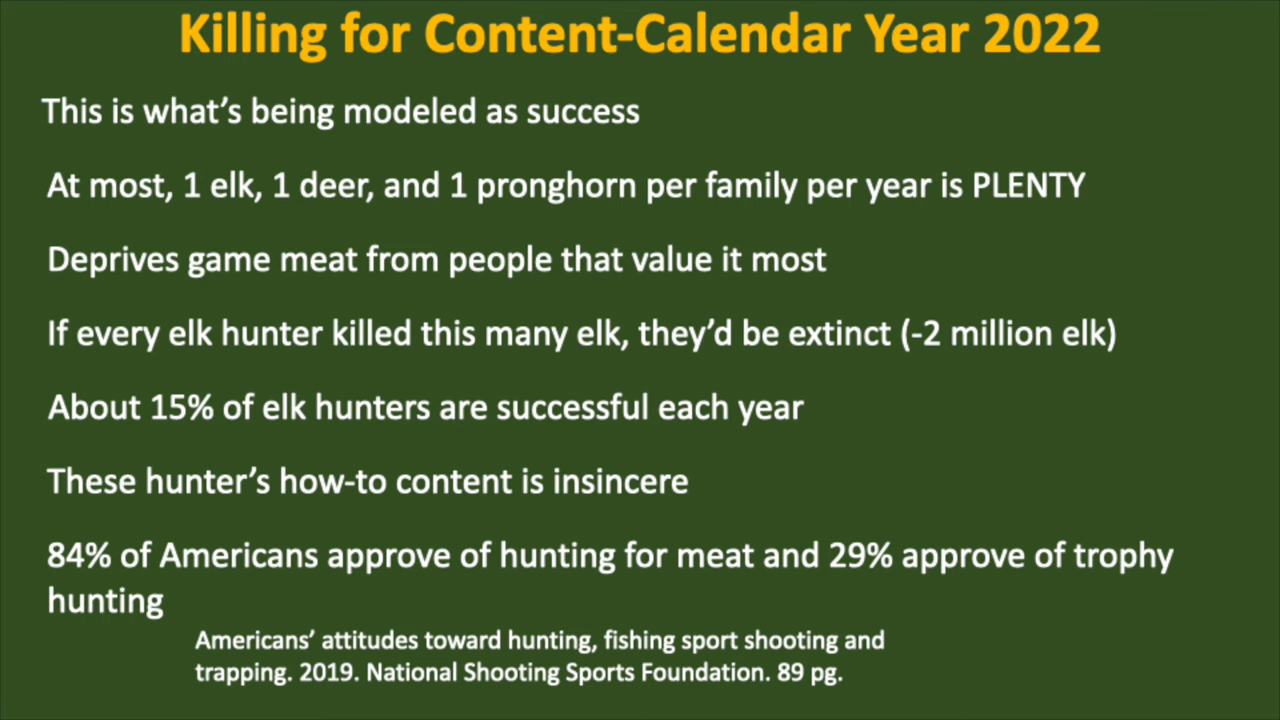 Killing for Content-Calendar Year 2022
This is what's being modeled as success
At most, 1 elk, 1 deer, and 1 pronghorn per family per year is PLENTY
Deprives game meat from people that value it most
If every elk hunter killed this many elk, they'd be extinct (-2 million elk)
About 15% of elk hunters are successful each year
These hunter's how-to content is insincere
84% of Americans approve of hunting for meat and 29% approve of trophy
hunting
Americans' attitudes toward hunting, fishing sport shooting and
trapping. 2019. National Shooting Sports Foundation. 89 pg.